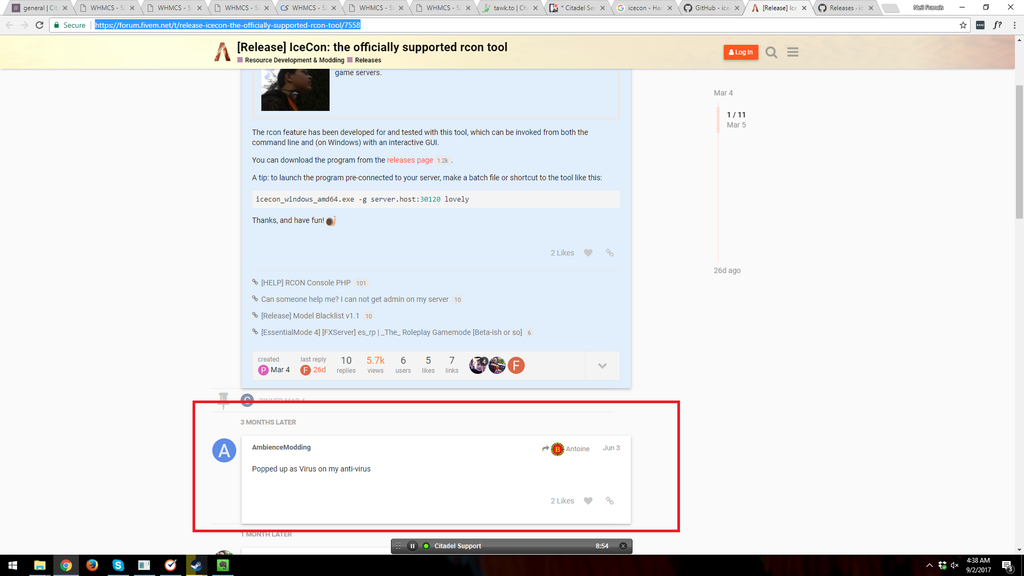 general | C
WHMCS - S
WHMCS - S
WHMCS - S
WHMCS - S
WHMCS - S
WHMCS - S
tawk.to | C
* Citadel Se
icecon - Ha
GitHub - ic
[Release] Ic
Releases · ic
Neil Francis
Secure https://forum.fivem.net/t/release-icecon-the-officially-supported-rcon-tool/7558
f?
[Release] IceCon: the officially supported rcon tool
Resource Development & Modding Releases
Log In
game servers.
The rcon feature has been developed for and tested with this tool, which can be invoked from both the
command line and (on Windows) with an interactive GUI.
You can download the program from the releases page 1.2k .
A tip: to launch the program pre-connected to your server, make a batch file or shortcut to the tool like this:
icecon_windows_amd64.exe -g server.host:30120 lovely
Thanks, and have fun!
2 Likes
[HELP] RCON Console PHP 101
Can someone help me? I can not get admin on my server 10
[Release] Model Blacklist v1.1 10
[EssentialMode 4] [FXServer] es_rp | _The_ Roleplay Gamemode [Beta-ish or so] 6
created
P Mar 4
last reply
F 26d
10
replies
5.7k
views
6
users
5
likes
7
links
4
F
Mar 4
1 / 11
Mar 5
26d ago
3 MONTHS LATER
A
AmbienceModding
Antoine
Jun 3
Popped up as Virus on my anti-virus
2 Likes
1 MONTH LATER
Citadel Support 8:54
4:38 AM
9/2/2017
3